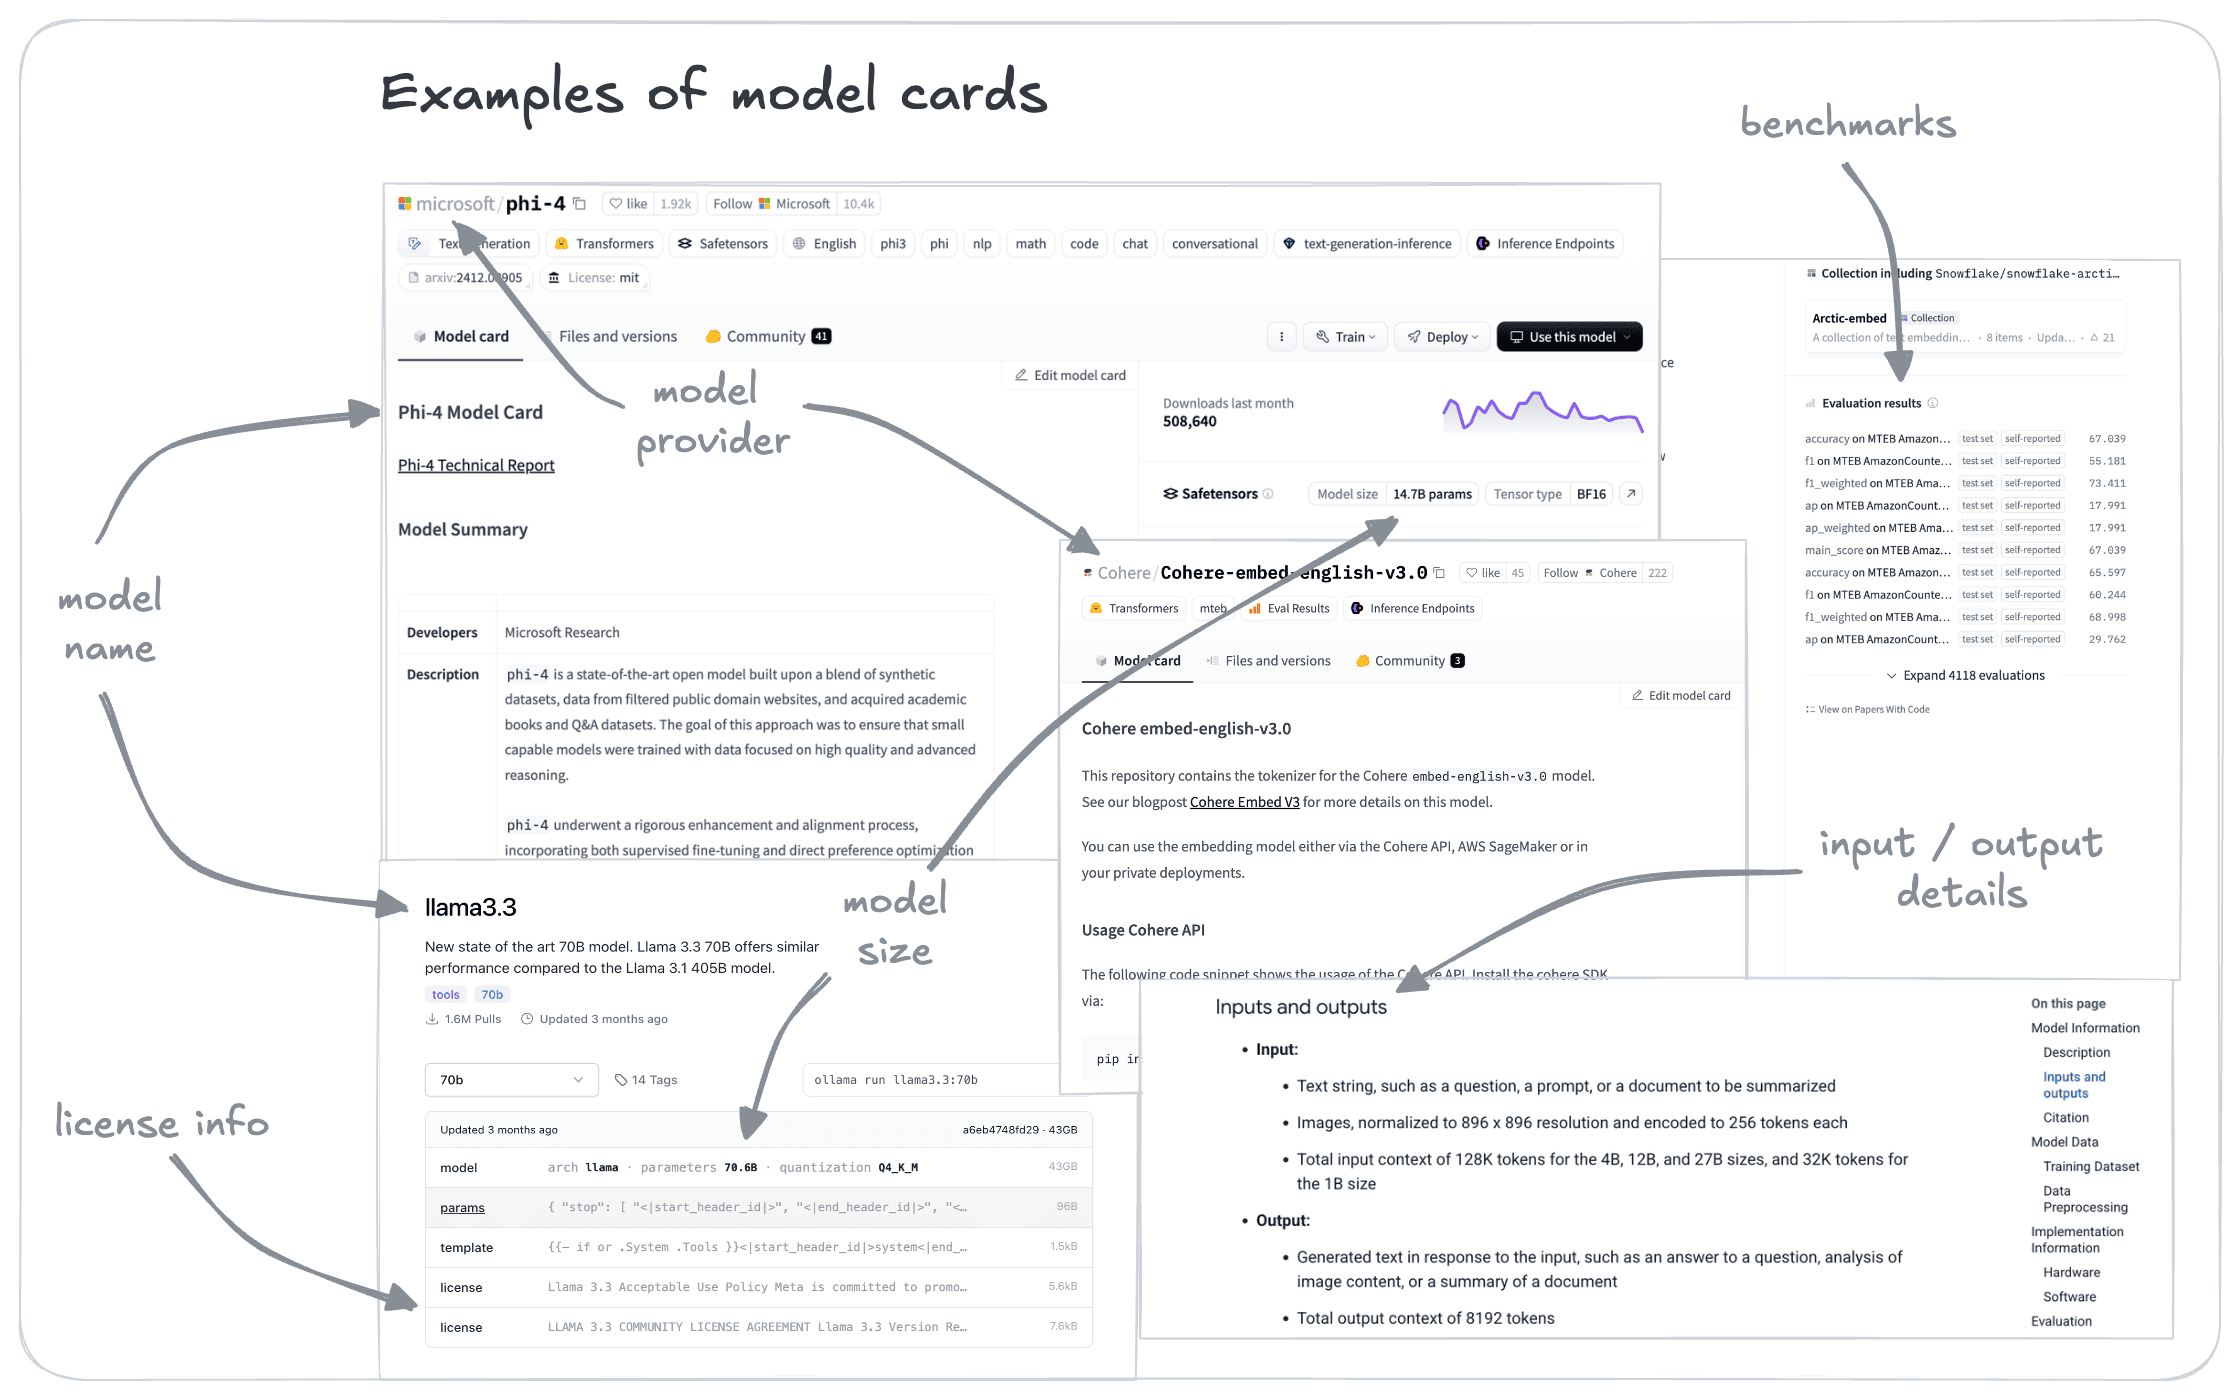 Examples of model cards
benchmarks
microsoft/phi-4 like 1.92k Follow Microsoft 10.4k
Text Generation Transformers Safetensors English phi3 phi nlp math code chat conversational text-generation-inference Inference Endpoints
arxiv:2412.08905 License: mit
Model card Files and versions Community 41 Train Deploy Use this model
Edit model card
Phi-4 Model Card
Phi-4 Technical Report
Model Summary
Downloads last month
508,640
Safetensors Model size 14.7B params Tensor type BF16
Developers Microsoft Research
Description phi-4 is a state-of-the-art open model built upon a blend of synthetic
datasets, data from filtered public domain websites, and acquired academic
books and Q&A datasets. The goal of this approach was to ensure that small
capable models were trained with data focused on high quality and advanced
reasoning.
phi-4 underwent a rigorous enhancement and alignment process,
incorporating both supervised fine-tuning and direct preference optimization
model
provider
model
name
ce
Collection including Snowflake/snowflake-arcti…
Arctic-embed Collection
A collection of text embeddin… • 8 items • Upda… • 21
Evaluation results
accuracy on MTEB Amazon… test set self-reported 67.039
f1 on MTEB AmazonCounte… test set self-reported 55.181
f1_weighted on MTEB Ama… test set self-reported 73.411
ap on MTEB AmazonCount… test set self-reported 17.991
ap_weighted on MTEB Ama… test set self-reported 17.991
main_score on MTEB Amaz… test set self-reported 67.039
accuracy on MTEB Amazon… test set self-reported 65.597
f1 on MTEB AmazonCount… test set self-reported 60.244
f1_weighted on MTEB Ama… test set self-reported 68.998
ap on MTEB AmazonCount… test set self-reported 29.762
Expand 4118 evaluations
View on Papers With Code
Cohere/Cohere-embed-english-v3.0 like 45 Follow Cohere 222
Transformers mteb Eval Results Inference Endpoints
Model card Files and versions Community 3
Edit model card
Cohere embed-english-v3.0
This repository contains the tokenizer for the Cohere embed-english-v3.0 model.
See our blogpost Cohere Embed V3 for more details on this model.
You can use the embedding model either via the Cohere API, AWS SageMaker or in
your private deployments.
Usage Cohere API
The following code snippet shows the usage of the Cohere API. Install the cohere SDK
via:
pip in
input / output
details
model
size
license info
llama3.3
New state of the art 70B model. Llama 3.3 70B offers similar
performance compared to the Llama 3.1 405B model.
tools 70b
1.6M Pulls Updated 3 months ago
70b 14 Tags ollama run llama3.3:70b
Updated 3 months ago a6eb4748fd29 · 43GB
model arch llama · parameters 70.6B · quantization Q4_K_M 43GB
params { "stop": [ "<|start_header_id|>", "<|end_header_id|>", "<… 96B
template {{- if or .System .Tools }}<|start_header_id|>system<|end_… 1.5kB
license Llama 3.3 Acceptable Use Policy Meta is committed to promo… 5.6kB
license LLAMA 3.3 COMMUNITY LICENSE AGREEMENT Llama 3.3 Version Re… 7.6kB
Inputs and outputs
• Input:
• Text string, such as a question, a prompt, or a document to be summarized
• Images, normalized to 896 x 896 resolution and encoded to 256 tokens each
• Total input context of 128K tokens for the 4B, 12B, and 27B sizes, and 32K tokens for
the 1B size
• Output:
• Generated text in response to the input, such as an answer to a question, analysis of
image content, or a summary of a document
• Total output context of 8192 tokens
On this page
Model Information
Description
Inputs and
outputs
Citation
Model Data
Training Dataset
Data
Preprocessing
Implementation
Information
Hardware
Software
Evaluation